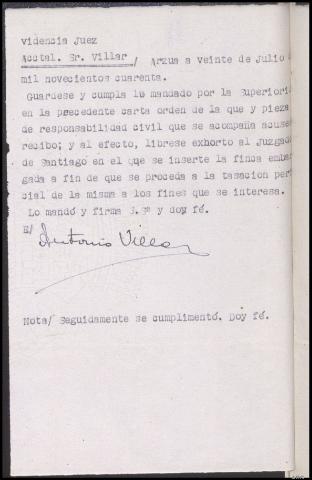 videncia Juez
Acctal. Sr. Villar/ Arzua a veinte de Julio
mil novecientos cuarenta.
Guardese y cumpla lo mandado por la Superiori
en la precedente carta orden de la que y pieza
de responsabilidad civil que se acompaña acuse
recibo; y al efecto, librese exhorto al Juzgado
de Santiago en el que se inserte la finca emba
gada a fin de que se proceda a la tasacion per
cial de la misma a los fines que se interesa.
Lo mandó y firma S.Sª y doy fé.
E/
Antonio Villar
Nota/ Seguidamente se cumplimentó. Doy fé.